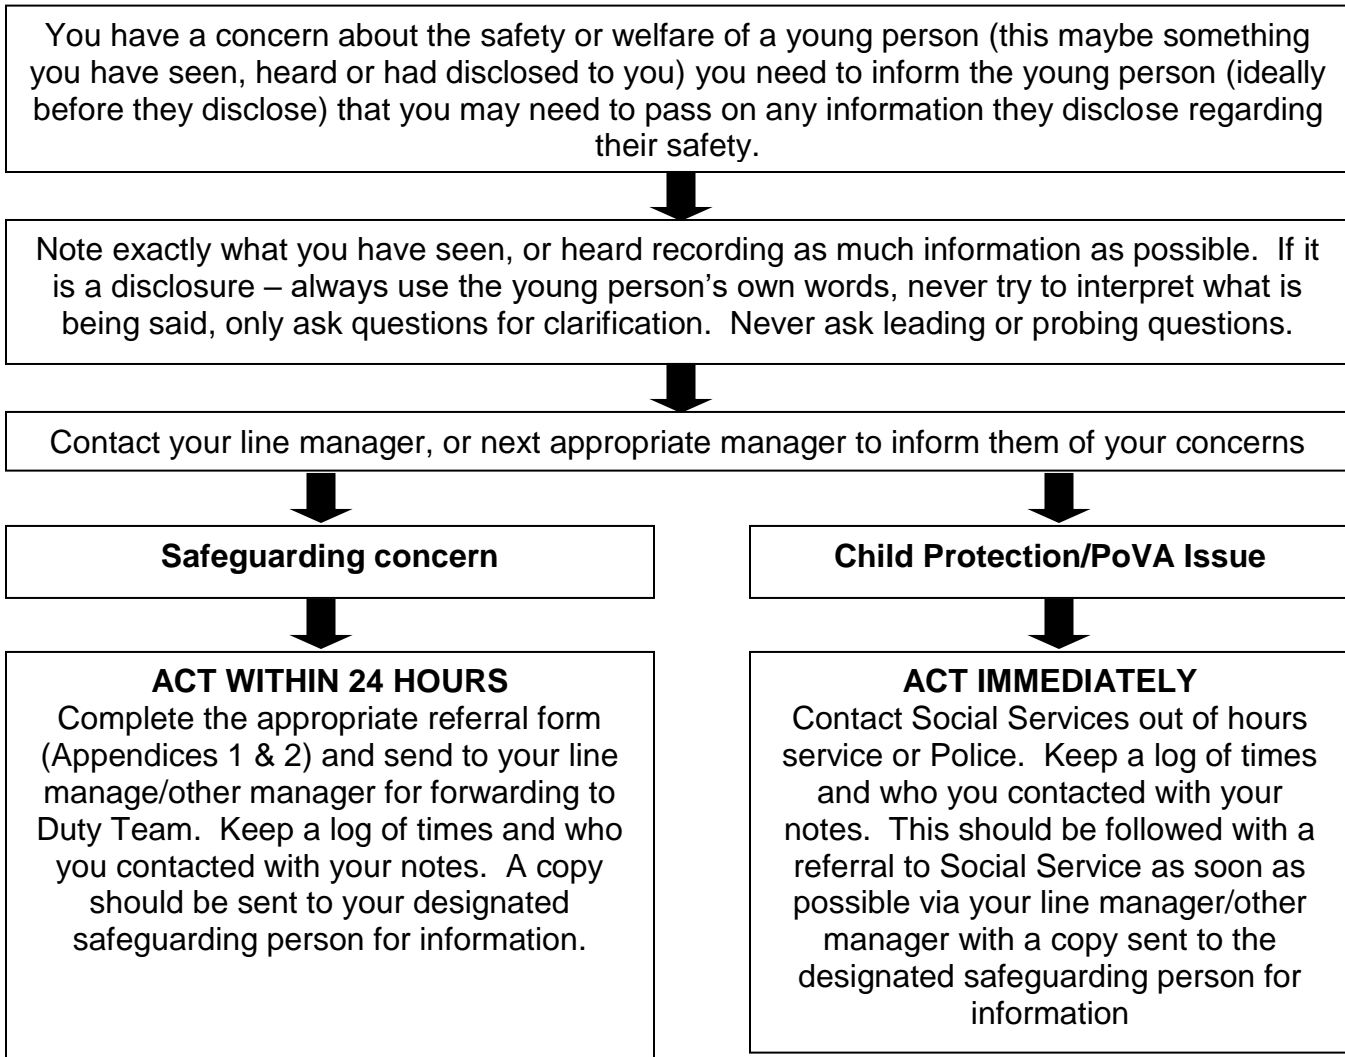 You have a concern about the safety or welfare of a young person (this maybe something
you have seen, heard or had disclosed to you) you need to inform the young person (ideally
before they disclose) that you may need to pass on any information they disclose regarding
their safety.
Note exactly what you have seen, or heard recording as much information as possible.  If it
is a disclosure – always use the young person’s own words, never try to interpret what is
being said, only ask questions for clarification.  Never ask leading or probing questions.
Contact your line manager, or next appropriate manager to inform them of your concerns
Safeguarding concern
ACT WITHIN 24 HOURS
Complete the appropriate referral form
(Appendices 1 & 2) and send to your line
manage/other manager for forwarding to
Duty Team.  Keep a log of times and who
you contacted with your notes.  A copy
should be sent to your designated
safeguarding person for information.
Child Protection/PoVA Issue
ACT IMMEDIATELY
Contact Social Services out of hours
service or Police.  Keep a log of times
and who you contacted with your
notes.  This should be followed with a
referral to Social Service as soon as
possible via your line manager/other
manager with a copy sent to the
designated safeguarding person for
information